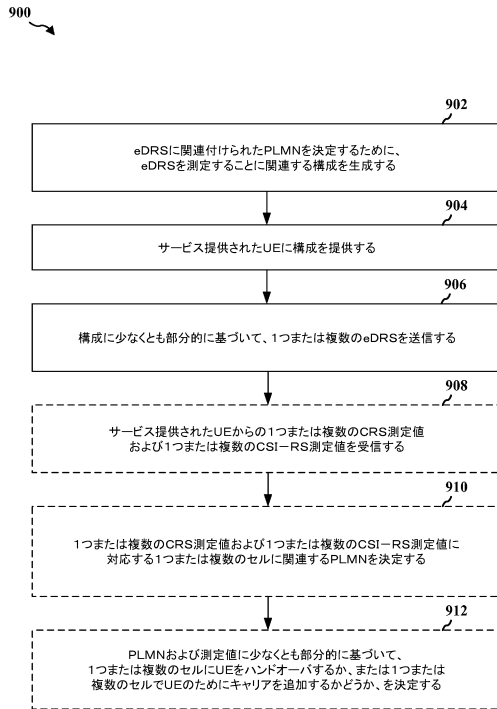 900
902
eDRSに関連付けられたPLMNを決定するために、
eDRSを測定することに関連する構成を生成する
904
サービス提供されたUEに構成を提供する
906
構成に少なくとも部分的に基づいて、1つまたは複数のeDRSを送信する
908
サービス提供されたUEからの1つまたは複数のCRS測定値
および1つまたは複数のCSI-RS測定値を受信する
910
1つまたは複数のCRS測定値および1つまたは複数のCSI-RS測定値に
対応する1つまたは複数のセルに関連するPLMNを決定する
912
PLMNおよび測定値に少なくとも部分的に基づいて、
1つまたは複数のセルにUEをハンドオーバするか、または1つまたは
複数のセルでUEのためにキャリアを追加するかどうか、を決定する